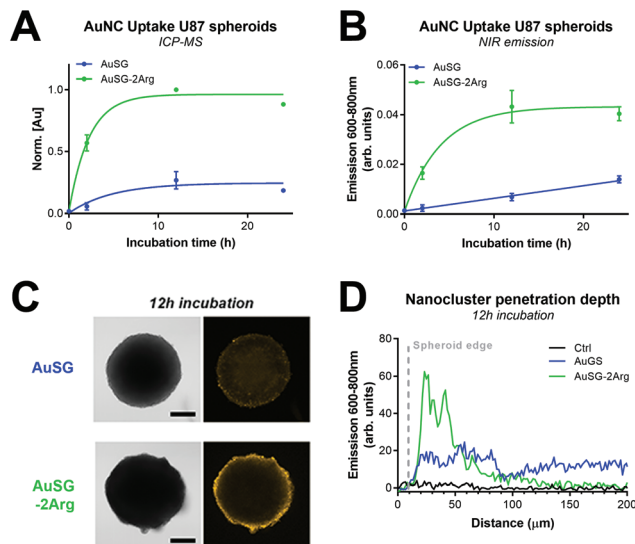 A
AuNC Uptake U87 spheroids
ICP-MS
AuSG
AuSG-2Arg
Norm. [Au]
1.0
0.5
0.0
0
10
20
Incubation time (h)
B
AuNC Uptake U87 spheroids
NIR emission
AuSG
AuSG-2Arg
Emissison 600-800nm
(arb. units)
0.06
0.04
0.02
0.00
0
10
20
Incubation time (h)
C
12h incubation
AuSG
AuSG
-2Arg
D
Nanocluster penetration depth
12h incubation
Spheroid edge
Ctrl
AuGS
AuSG-2Arg
Emissison 600-800nm
(arb. units)
80
60
40
20
0
0
50
100
150
200
Distance (μm)